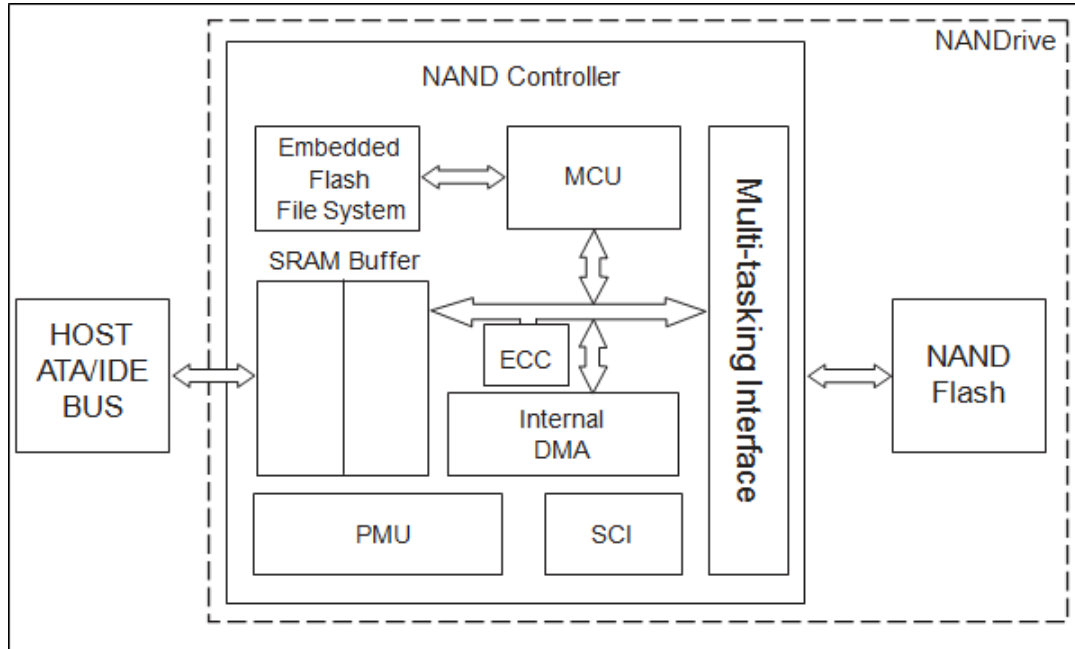 NANDrive
NAND Controller
Embedded
Flash
File System
MCU
Multi-tasking Interface
SRAM Buffer
HOST
ATA/IDE
BUS
ECC
NAND
Flash
Internal
DMA
PMU
SCI